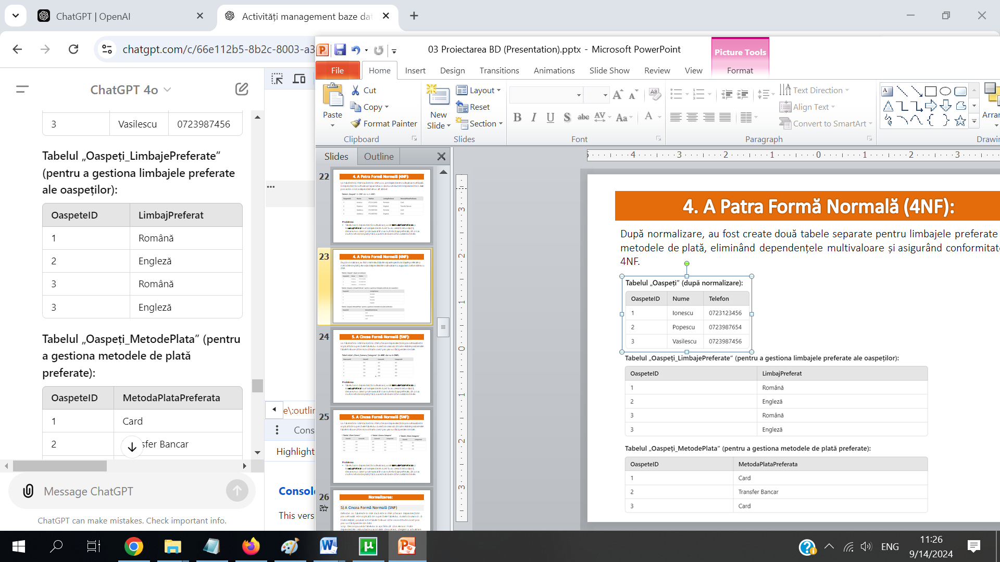 ChatGPT | OpenAI
Activități management baze dat
chatgpt.com/c/66e112b5-8b2c-8003-a3
03 Proiectarea BD (Presentation).pptx - Microsoft PowerPoint
Picture Tools
File Home Insert Design Transitions Animations Slide Show Review View Format
Paste
Cut
Copy
Format Painter
Clipboard
New Slide
Layout
Reset
Section
Slides
Font
Text Direction
Align Text
Convert to SmartArt
Paragraph
Arran
Drawin
ChatGPT 4o
3 Vasilescu 0723987456
Tabelul „Oaspeți_LimbajePreferate”
(pentru a gestiona limbajele preferate
ale oaspeților):
OaspeteID LimbajPreferat
1 Română
2 Engleză
3 Română
3 Engleză
Tabelul „Oaspeți_MetodePlata” (pentru
a gestiona metodele de plată
preferate):
OaspeteID MetodaPlataPreferata
1 Card
2 sfer Bancar
Message ChatGPT
ChatGPT can make mistakes. Check important info.
e\:outlin
Cons
Highlight
Consol
This vers
Slides Outline
22
4. A Patra Formă Normală (4NF):
23
4. A Patra Formă Normală (4NF):
24
5. A Cincea Formă Normală (5NF):
25
5. A Cincea Formă Normală (5NF):
26
Normalizarea:
5) A Cincea Formă Normală (5NF)
4. A Patra Formă Normală (4NF):
După normalizare, au fost create două tabele separate pentru limbajele preferate
metodele de plată, eliminând dependențele multivaloare și asigurând conformitate
4NF.
Tabelul „Oaspeți” (după normalizare):
OaspeteID Nume Telefon
1 Ionescu 0723123456
2 Popescu 0723987654
3 Vasilescu 0723987456
Tabelul „Oaspeți_LimbajePreferate” (pentru a gestiona limbajele preferate ale oaspeților):
OaspeteID LimbajPreferat
1 Română
2 Engleză
3 Română
3 Engleză
Tabelul „Oaspeți_MetodePlata” (pentru a gestiona metodele de plată preferate):
OaspeteID MetodaPlataPreferata
1 Card
2 Transfer Bancar
3 Card
ENG
11:26
9/14/2024